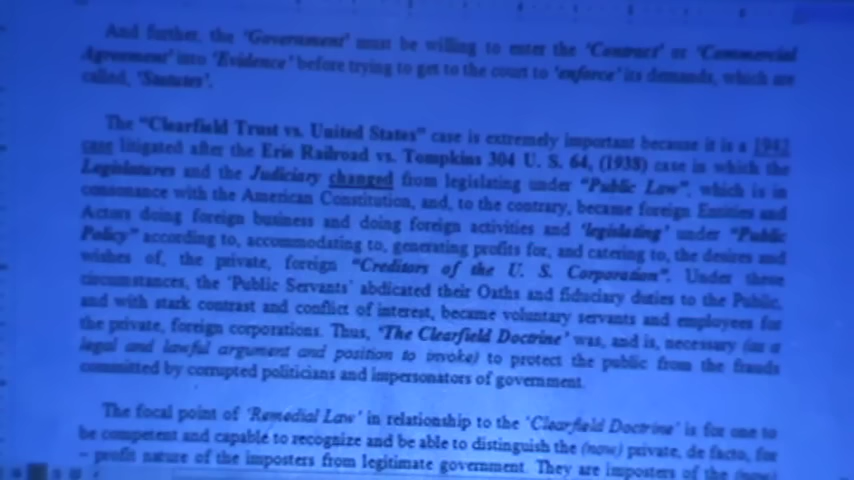 And further, the 'Government' must be willing to enter the 'Contract' or 'Commercial
Agreement' into 'Evidence' before trying to get to the court to 'enforce' its demands, which are
called, 'Statutes'.
The "Clearfield Trust vs. United States" case is extremely important because it is a 1942
case litigated after the Erie Railroad vs. Tompkins 304 U. S. 64, (1938) case in which the
Legislatures and the Judiciary changed from legislating under "Public Law", which is in
consonance with the American Constitution, and, to the contrary, became foreign Entities and
Actors doing foreign business and doing foreign activities and 'legislating' under "Public
Policy" according to, accommodating to, generating profits for, and catering to, the desires and
wishes of, the private, foreign "Creditors of the U. S. Corporation". Under these
circumstances, the 'Public Servants' abdicated their Oaths and fiduciary duties to the Public,
and with stark contrast and conflict of interest, became voluntary servants and employees for
the private, foreign corporations. Thus, 'The Clearfield Doctrine' was, and is, necessary (as a
legal and lawful argument and position to invoke) to protect the public from the frauds
committed by corrupted politicians and impersonators of government.
The focal point of 'Remedial Law' in relationship to the 'Clearfield Doctrine' is for one to
be competent and capable to recognize and be able to distinguish the (now) private, de facto, for
– profit nature of the imposters from legitimate government. They are imposters of the (now)